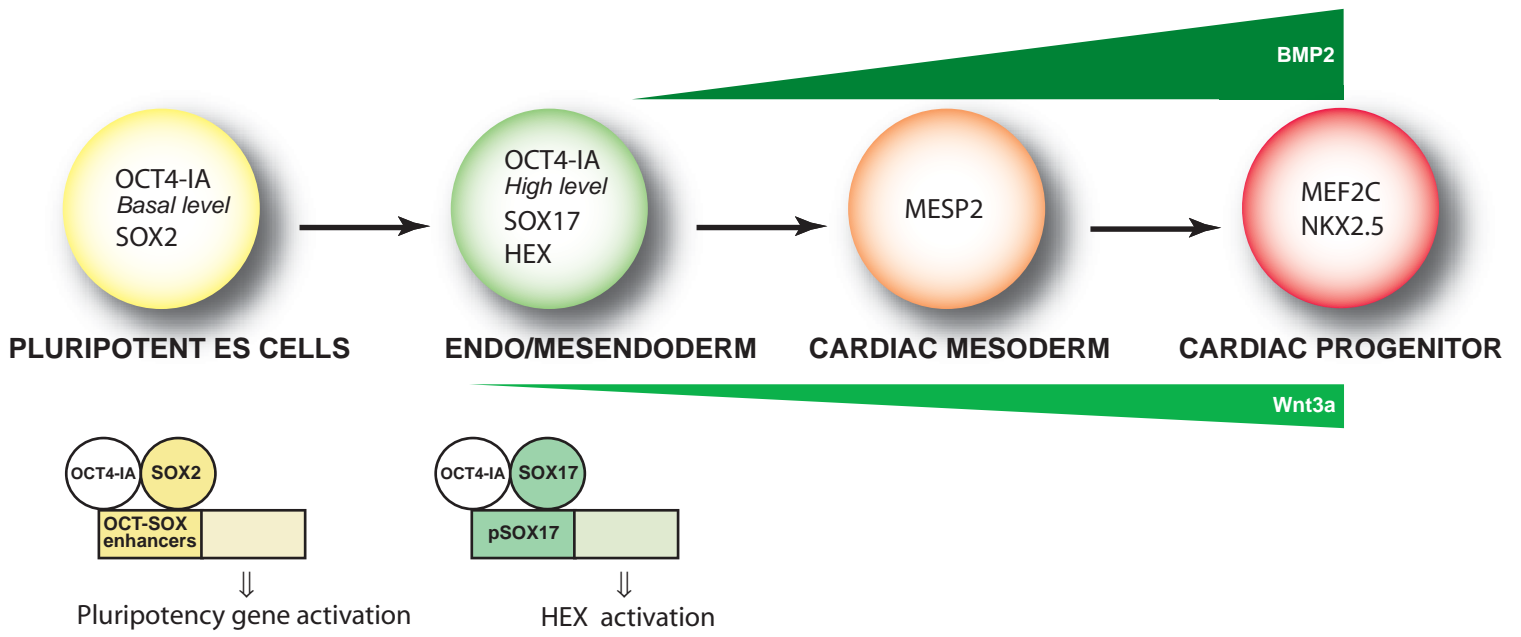 BMP2
OCT4-IA
Basal level
SOX2
OCT4-IA
High level
SOX17
HEX
MESP2
MEF2C
NKX2.5
PLURIPOTENT ES CELLS
ENDO/MESENDODERM
CARDIAC MESODERM
CARDIAC PROGENITOR
Wnt3a
OCT4-IA
SOX2
OCT-SOX
enhancers
⇓
Pluripotency gene activation
OCT4-IA
SOX17
pSOX17
⇓
HEX activation